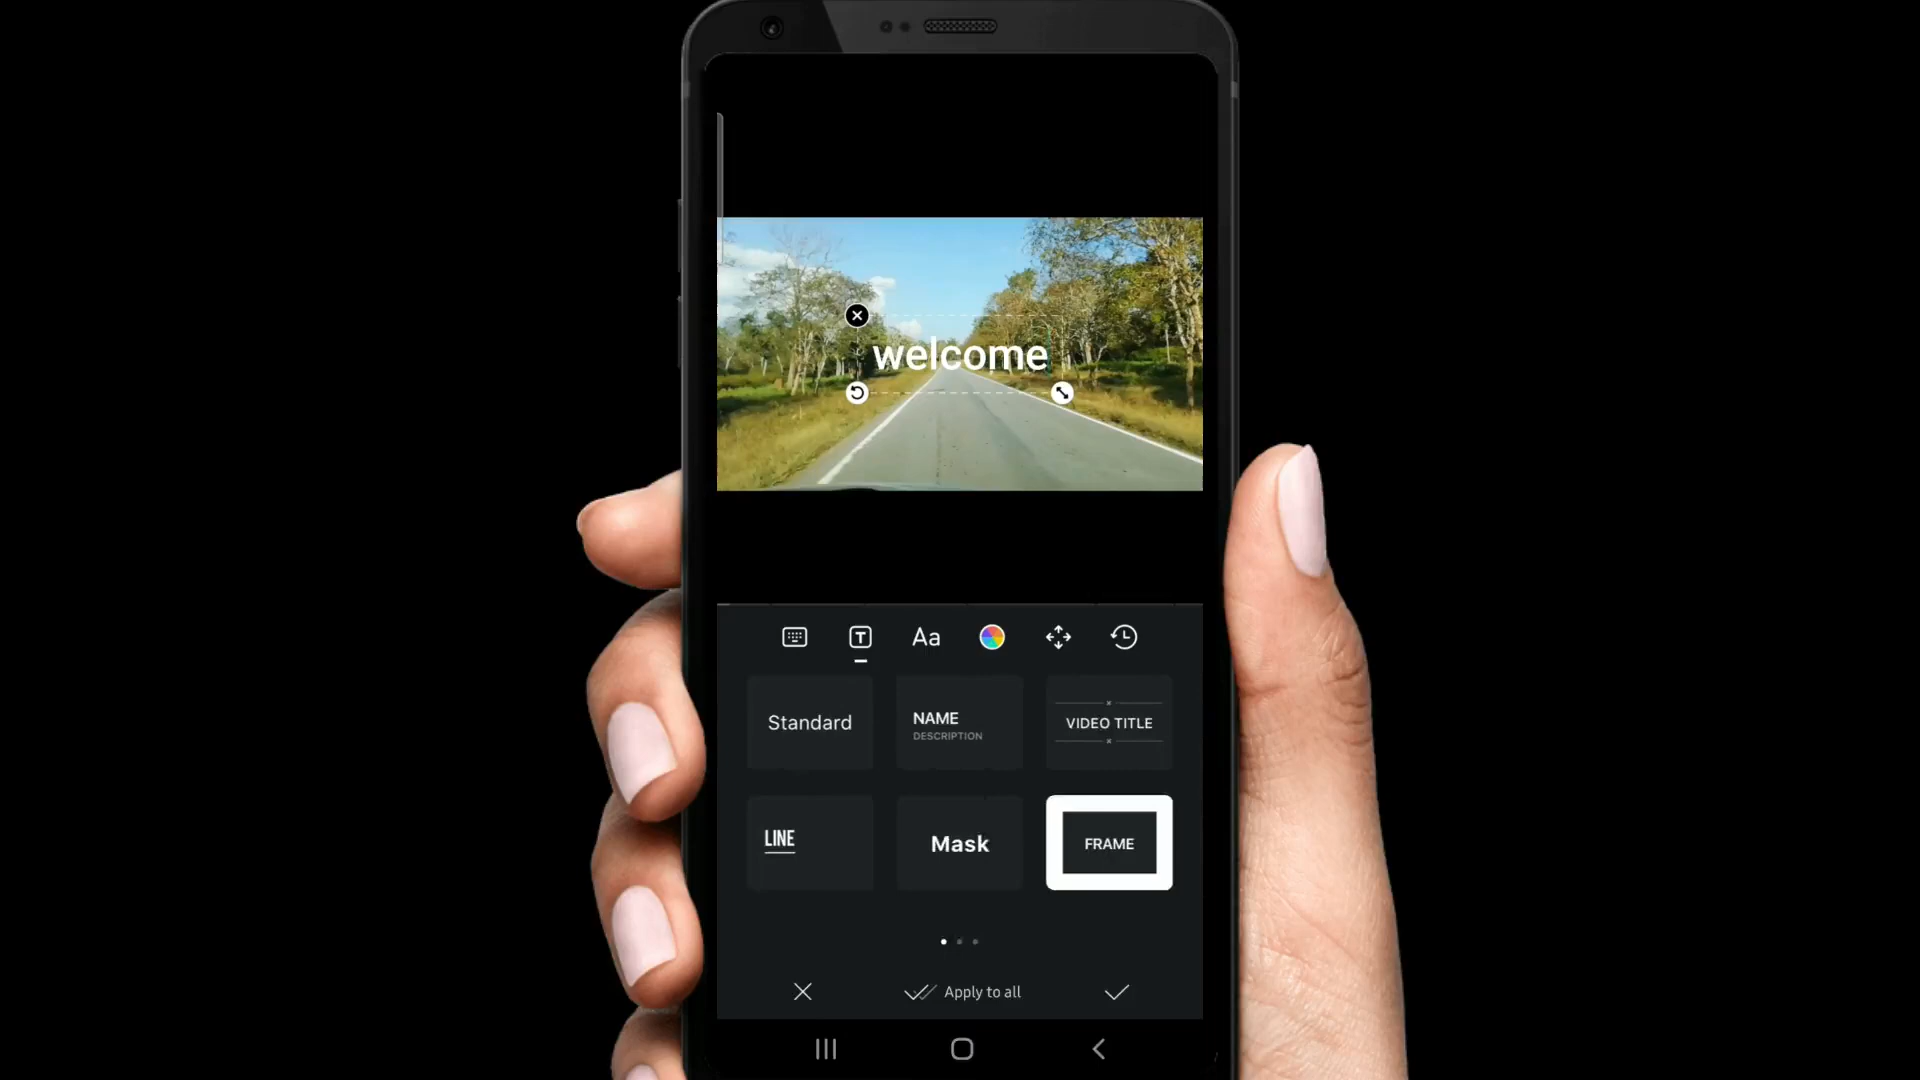 welcome
Aa
Standard
NAME
DESCRIPTION
VIDEO TITLE
LINE
Mask
FRAME
Apply to all